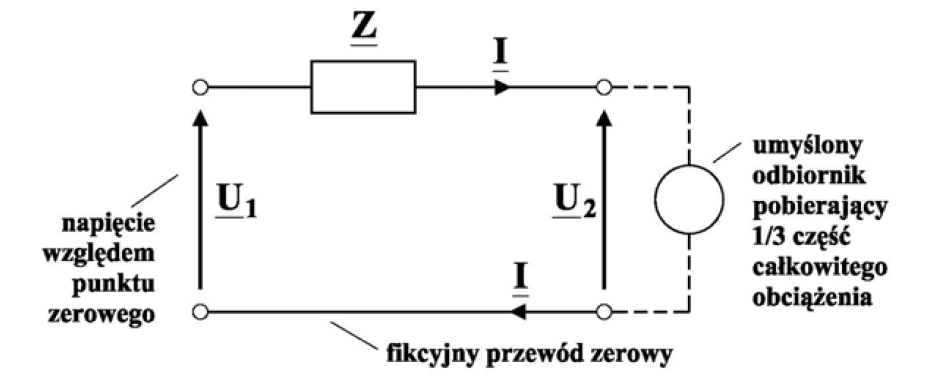 Z
I
umyślony
odbiornik
pobierający
1/3 część
całkowitego
obciążenia
U1
U2
napięcie
względem
punktu
zerowego
I
fikcyjny przewód zerowy